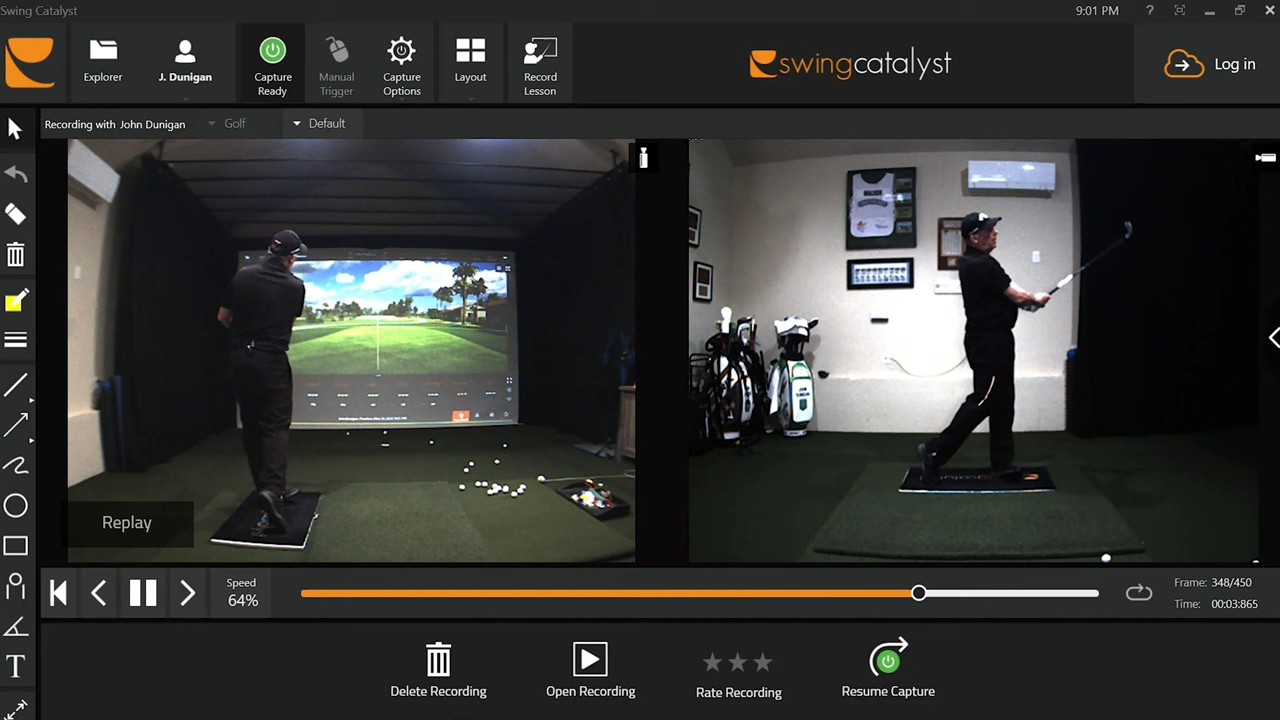 Swing Catalyst
9:01 PM
?
Explorer
J. Dunigan
Capture
Ready
Manual
Trigger
Capture
Options
Layout
Record
Lesson
swingcatalyst
Log in
Recording with John Dunigan
Golf
Default
Replay
T
Speed
64%
Frame: 348/450
Time: 00:03:865
Delete Recording
Open Recording
Rate Recording
Resume Capture